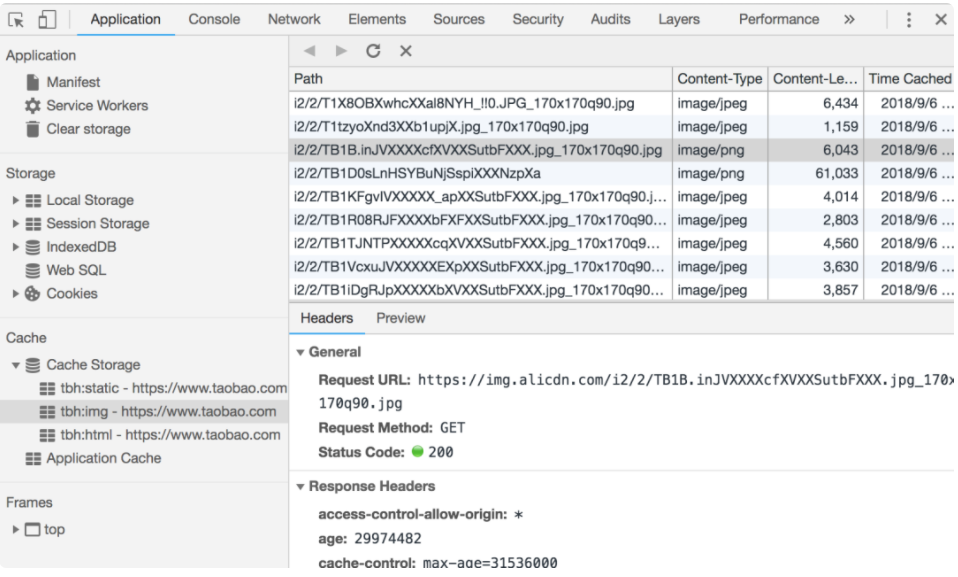 Application Console Network Elements Sources Security Audits Layers Performance »
Application
Manifest
Service Workers
Clear storage
Storage
Local Storage
Session Storage
IndexedDB
Web SQL
Cookies
Cache
Cache Storage
tbh:static - https://www.taobao.com
tbh:img - https://www.taobao.com
tbh:html - https://www.taobao.com
Application Cache
Frames
top
Path Content-Type Content-Le... Time Cached
i2/2/T1X8OBXwhcXXal8NYH_!!0.JPG_170x170q90.jpg image/jpeg 6,434 2018/9/6 ...
i2/2/T1tzyoXnd3XXb1upjX.jpg_170x170q90.jpg image/jpeg 1,159 2018/9/6 ...
i2/2/TB1B.inJVXXXXcfXVXXSutbFXXX.jpg_170x170q90.jpg image/png 6,043 2018/9/6 ...
i2/2/TB1D0sLnHSYBuNjSspiXXXNzpXa image/png 61,033 2018/9/6 ...
i2/2/TB1KFgvIVXXXXX_apXXSutbFXXX.jpg_170x170q90.j... image/jpeg 4,014 2018/9/6 ...
i2/2/TB1R08RJFXXXXbFXFXXSutbFXXX.jpg_170x170q90... image/jpeg 2,803 2018/9/6 ...
i2/2/TB1TJNTPXXXXXcqXVXXSutbFXXX.jpg_170x170q9... image/jpeg 4,560 2018/9/6 ...
i2/2/TB1VcxuJVXXXXXEXpXXSutbFXXX.jpg_170x170q90... image/jpeg 3,630 2018/9/6 ...
i2/2/TB1iDgRJpXXXXXbXVXXSutbFXXX.jpg_170x170q90... image/jpeg 3,857 2018/9/6 ...
Headers Preview
General
Request URL: https://img.alicdn.com/i2/2/TB1B.inJVXXXXcfXVXXSutbFXXX.jpg_170x
170q90.jpg
Request Method: GET
Status Code: 200
Response Headers
access-control-allow-origin: *
age: 29974482
cache-control: max-age=31536000